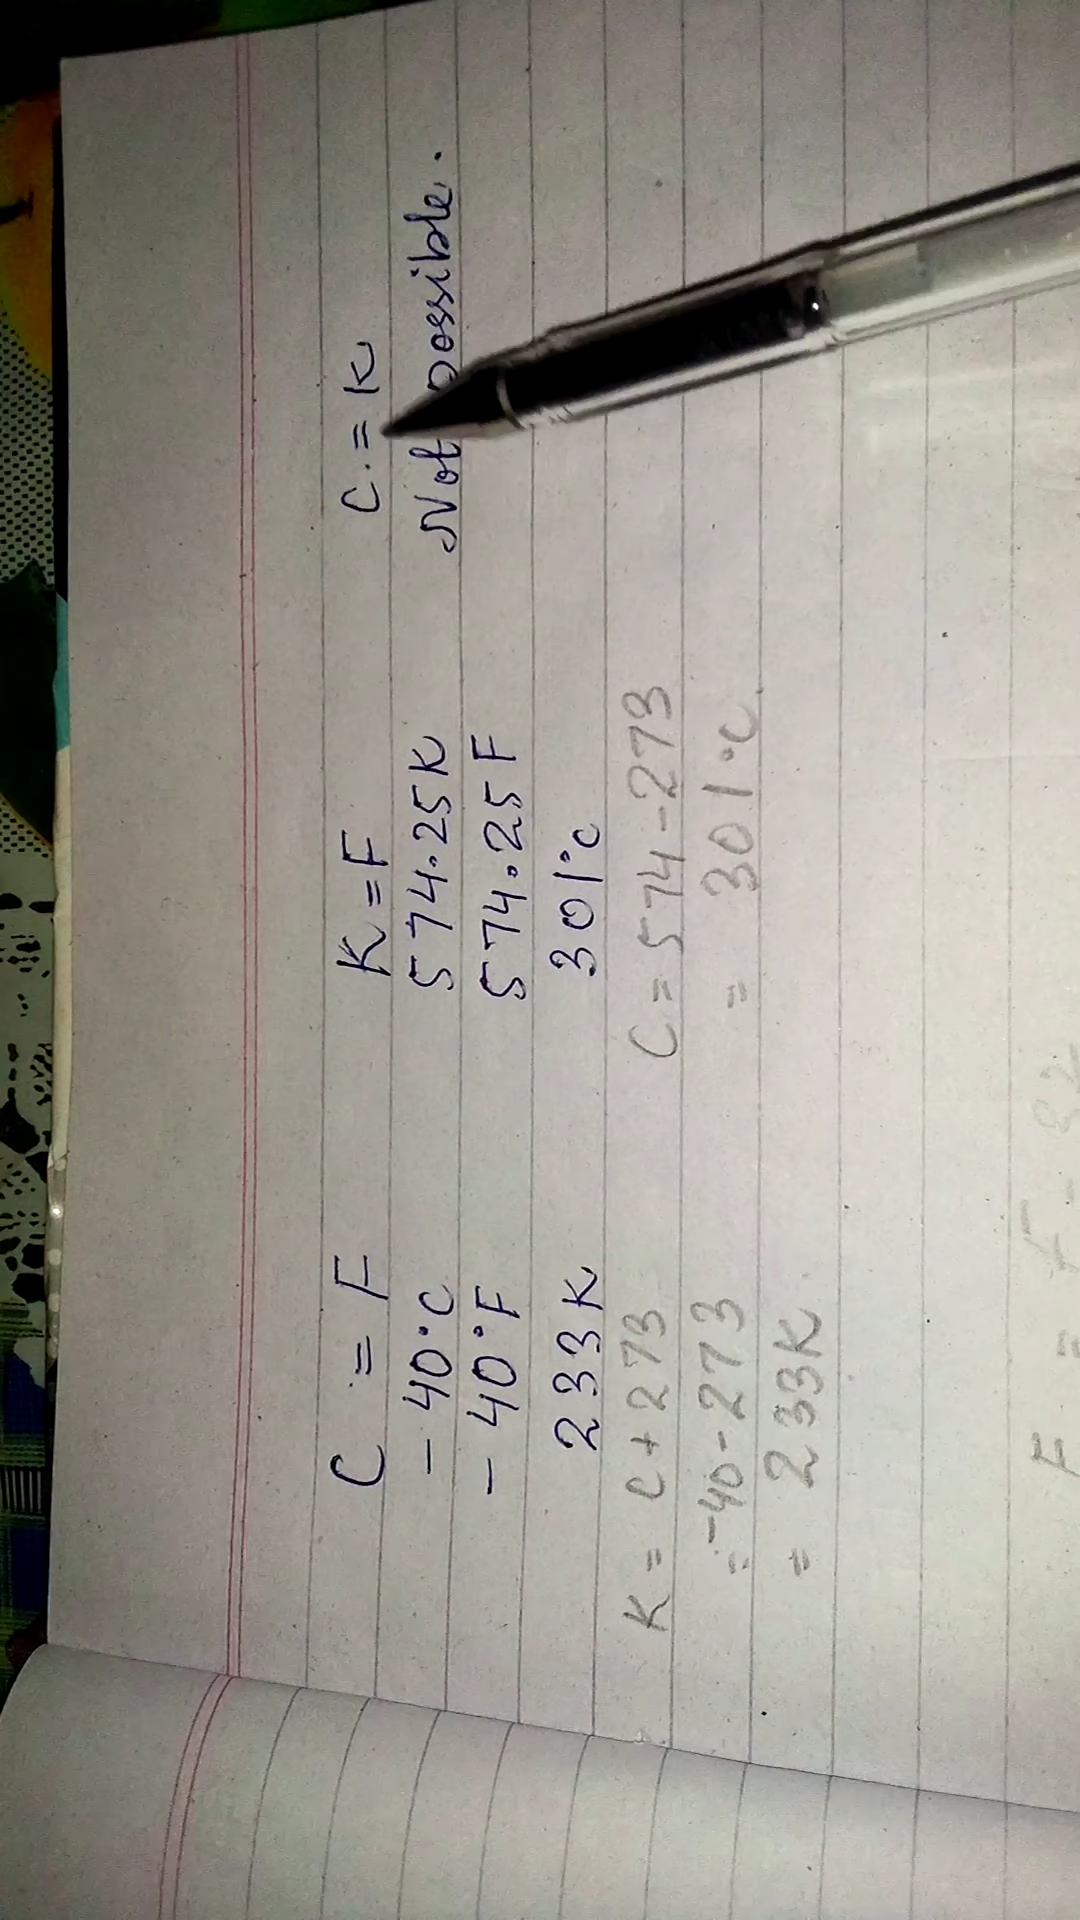 C = F K = F C = K
- 40°C 574.25K Not possible.
- 40°F 574.25F
233K 301°C
K = C + 273 C = 574 - 273
= -40 - 273 = 301°C
= 233K